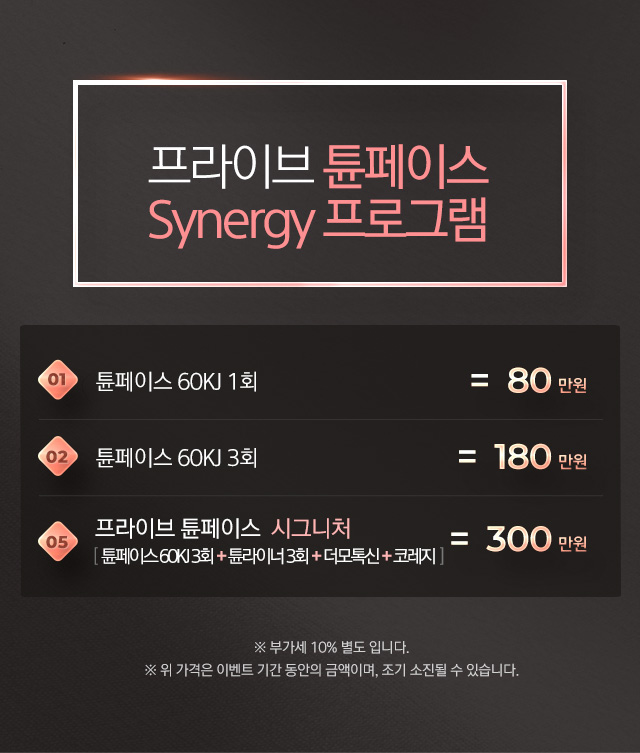 프라이브 튠페이스
Synergy 프로그램
01 튠페이스 60KJ 1회 = 80 만원
02 튠페이스 60KJ 3회 = 180 만원
05 프라이브 튠페이스 시그니처 = 300 만원
[ 튠페이스 60KJ 3회 + 튠라이너 3회 + 더모톡신 + 코레지 ]
※ 부가세 10% 별도 입니다.
※ 위 가격은 이벤트 기간 동안의 금액이며, 조기 소진될 수 있습니다.